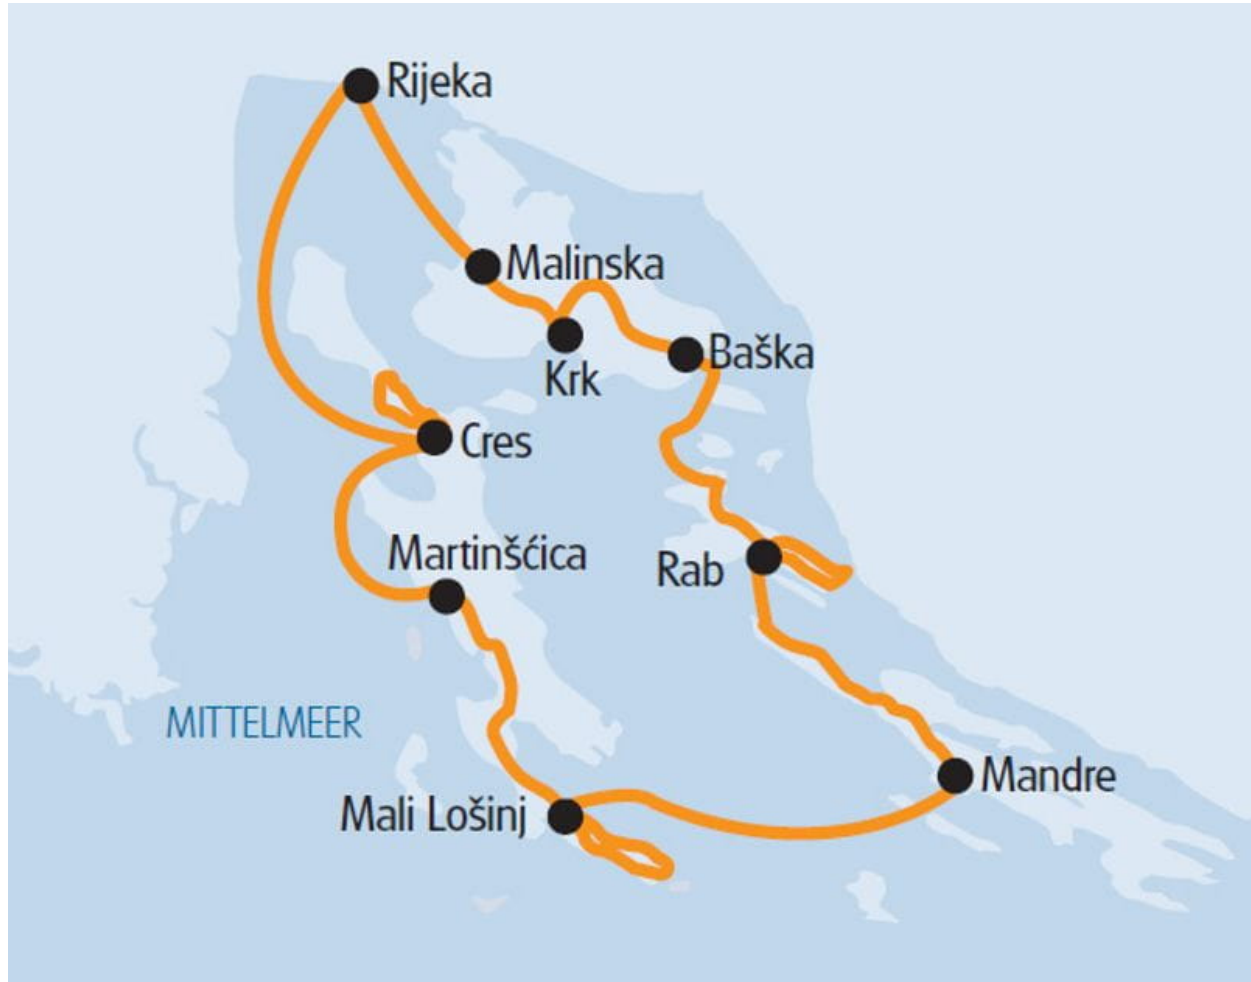 Rijeka
Malinska
Krk
Baška
Cres
Martinšćica
Rab
MITTELMEER
Mali Lošinj
Mandre